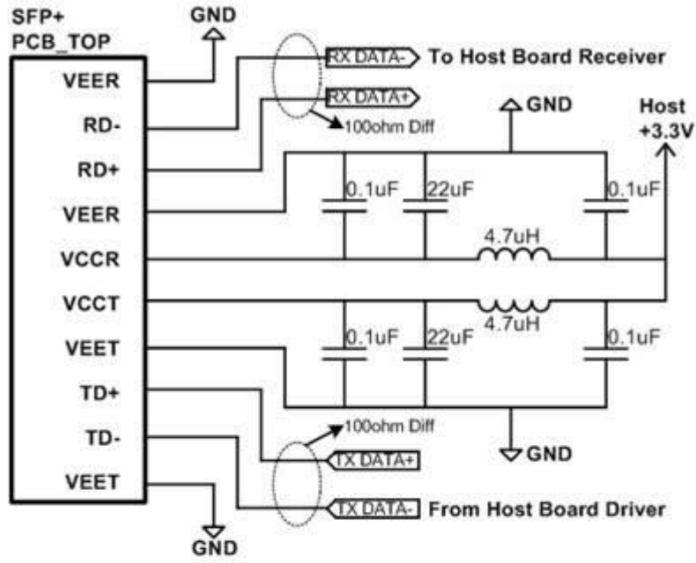 SFP+
PCB_TOP
GND
VEER
RD-
RD+
VEER
VCCR
VCCT
VEET
TD+
TD-
VEET
GND
RX DATA-
To Host Board Receiver
RX DATA+
100ohm Diff
GND
Host
+3.3V
0.1uF
22uF
0.1uF
4.7uH
4.7uH
0.1uF
22uF
0.1uF
100ohm Diff
GND
TX DATA+
TX DATA-
From Host Board Driver